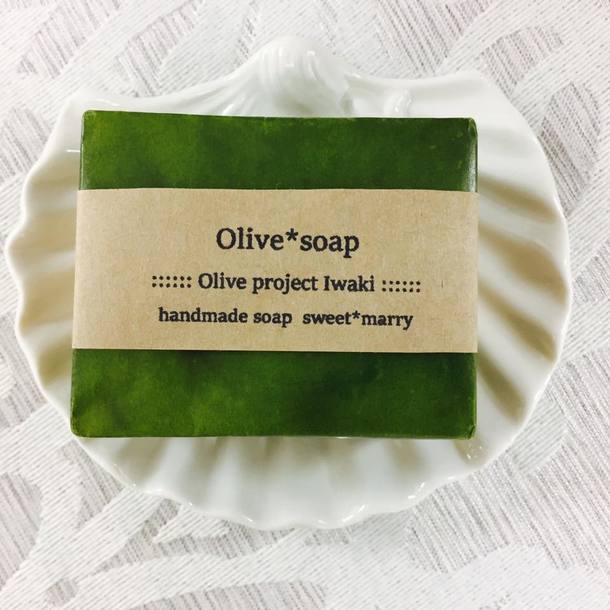 Olive*soap
:::::: Olive project Iwaki ::::::
handmade soap sweet*marry